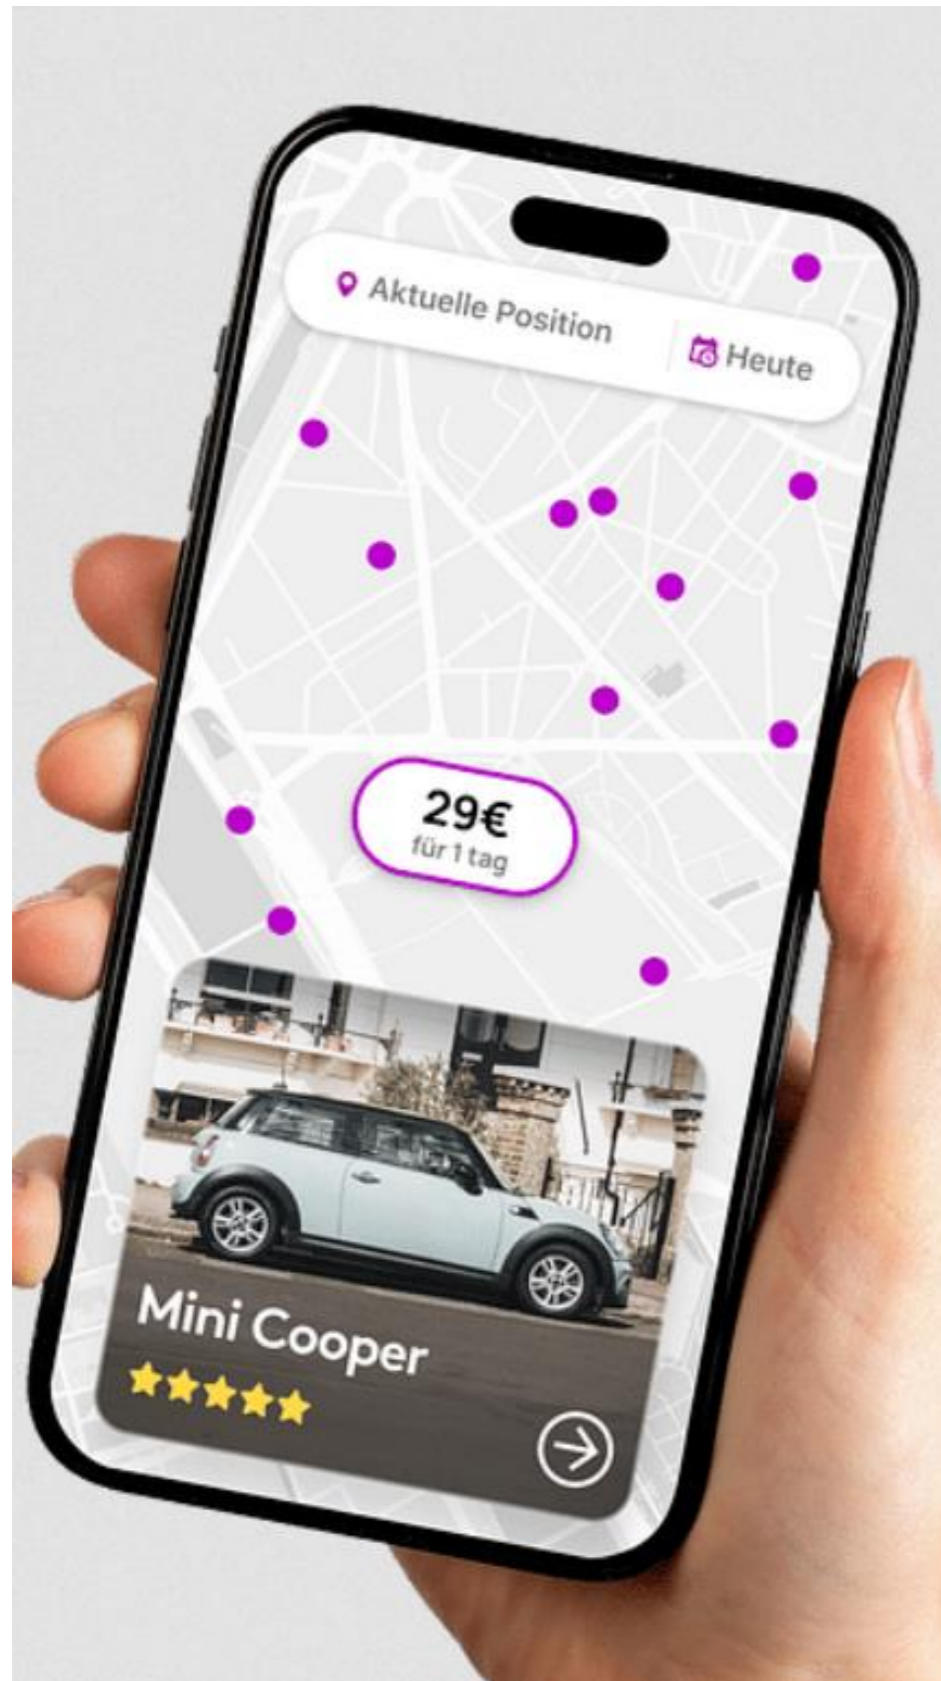 Aktuelle Position
Heute
29€
für 1 tag
Mini Cooper